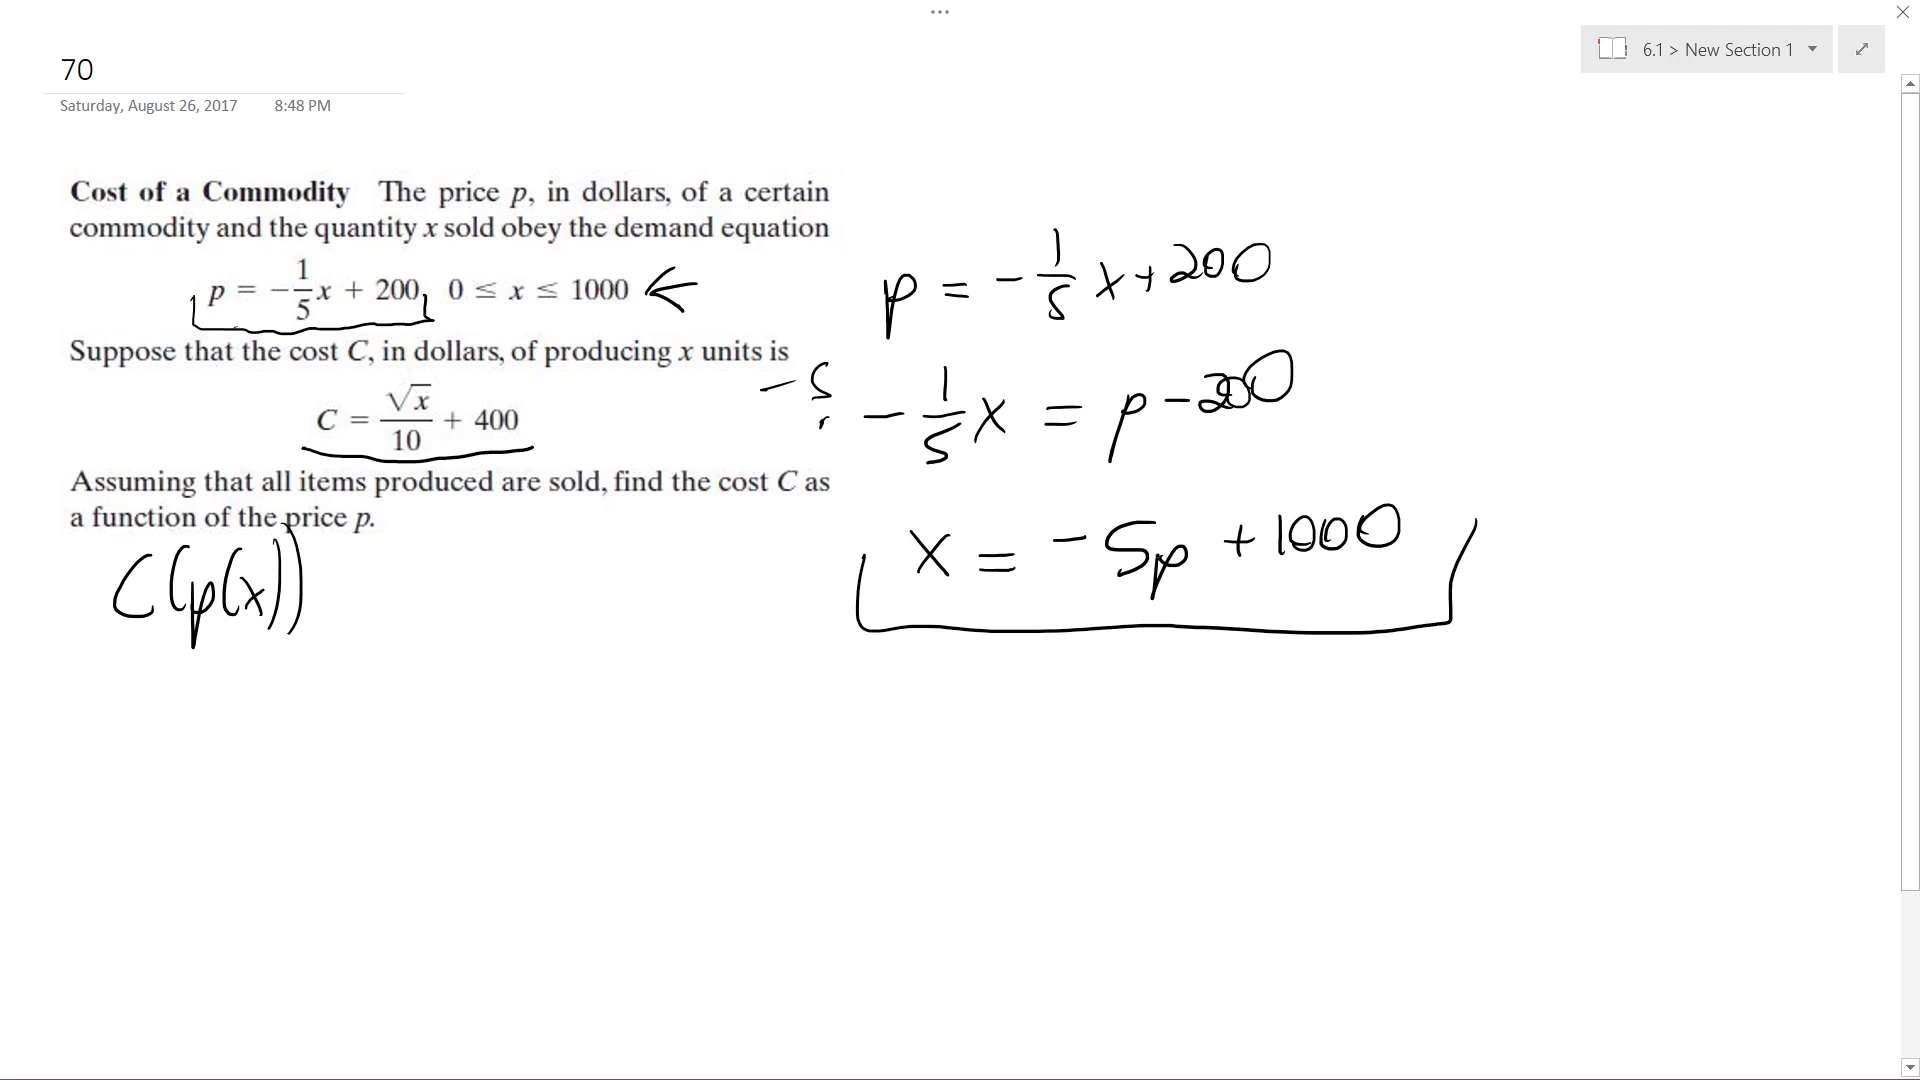 6.1 > New Section 1
70
Saturday, August 26, 2017 8:48 PM
Cost of a Commodity The price p, in dollars, of a certain
commodity and the quantity x sold obey the demand equation
p = -1/5 x + 200, 0 ≤ x ≤ 1000
Suppose that the cost C, in dollars, of producing x units is
C = √x/10 + 400
Assuming that all items produced are sold, find the cost C as
a function of the price p.
C(p(x))
p = -1/5 x + 200
-5 -1/5 x = p - 200
x = -5p + 1000